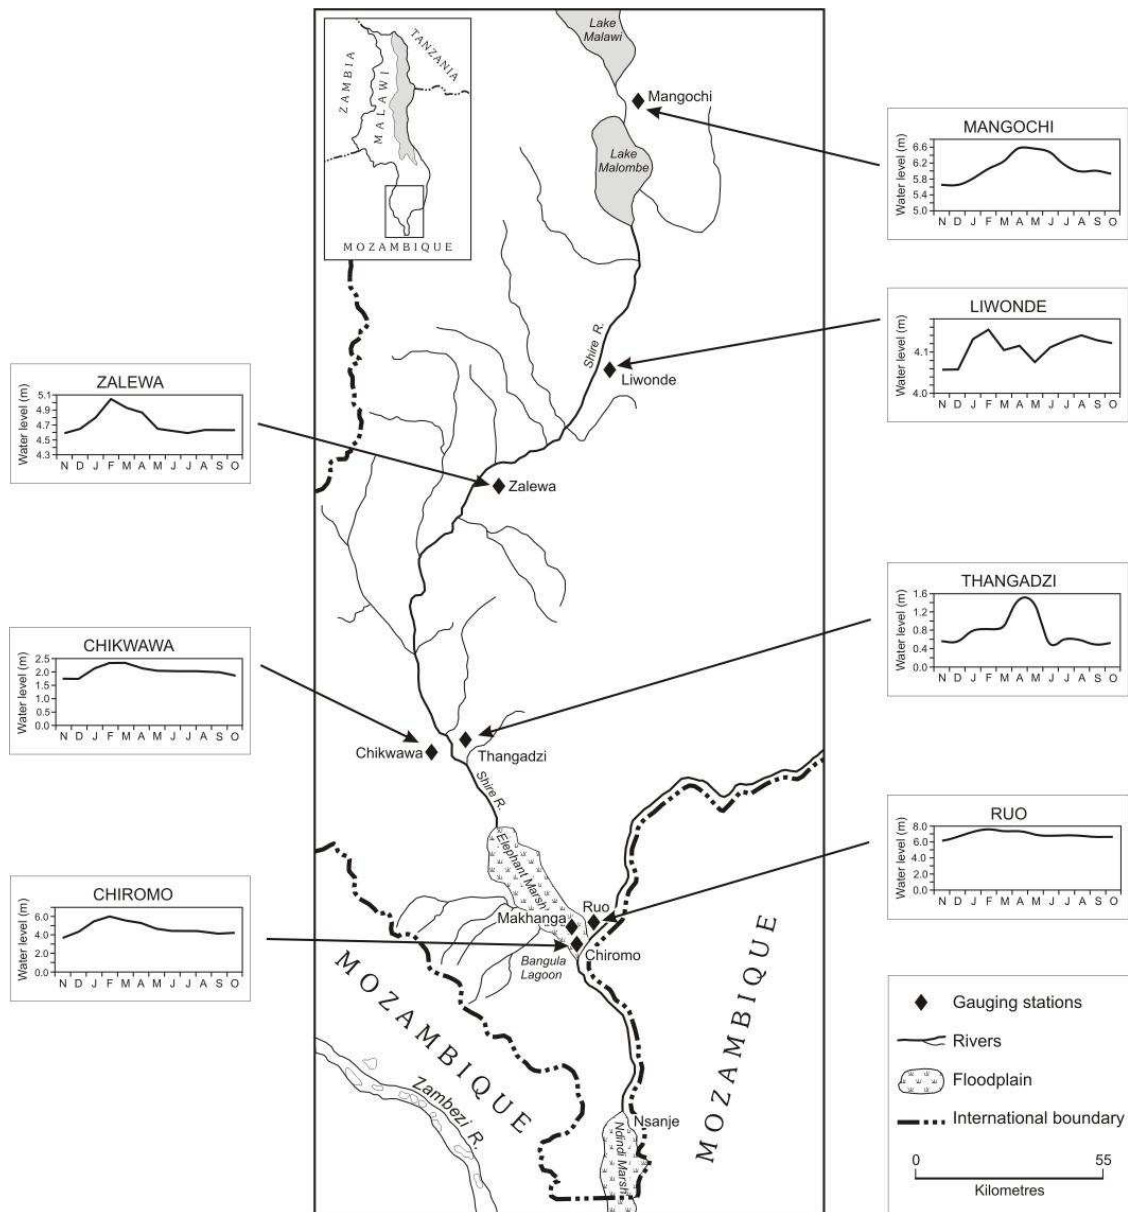 Lake
Malawi
TANZANIA
ZAMBIA
MALAWI
MOZAMBIQUE
Mangochi
Lake
Malombe
Shire R.
Liwonde
Zalewa
Chikwawa
Thangadzi
Shire R.
Elephant Marsh
Ruo
Makhanga
Chiromo
Bangula
Lagoon
MOZAMBIQUE
MOZAMBIQUE
Zambezi R.
Nsanje
Ndindi Marsh
MANGOCHI
Water level (m)
6.6
6.2
5.8
5.4
5.0
N D J F M A M J J A S O
LIWONDE
Water level (m)
4.1
4.0
N D J F M A M J J A S O
ZALEWA
Water level (m)
5.1
4.9
4.7
4.5
4.3
N D J F M A M J J A S O
THANGADZI
Water level (m)
1.6
1.2
0.8
0.4
0.0
N D J F M A M J J A S O
CHIKWAWA
Water level (m)
2.5
2.0
1.5
1.0
0.5
0.0
N D J F M A M J J A S O
RUO
Water level (m)
8.0
6.0
4.0
2.0
0.0
N D J F M A M J J A S O
CHIROMO
Water level (m)
6.0
4.0
2.0
0.0
N D J F M A M J J A S O
Gauging stations
Rivers
Floodplain
International boundary
0 55
Kilometres